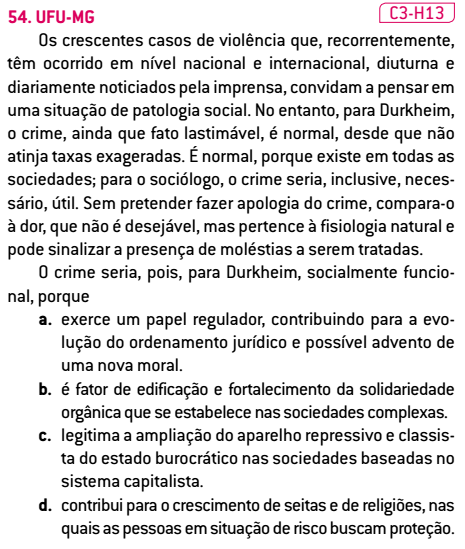 54. UFU-MG
C3-H13
Os crescentes casos de violência que, recorrentemente,
têm ocorrido em nível nacional e internacional, diuturna e
diariamente noticiados pela imprensa, convidam a pensar em
uma situação de patologia social. No entanto, para Durkheim,
o crime, ainda que fato lastimável, é normal, desde que não
atinja taxas exageradas. É normal, porque existe em todas as
sociedades; para o sociólogo, o crime seria, inclusive, neces-
sário, útil. Sem pretender fazer apologia do crime, compara-o
à dor, que não é desejável, mas pertence à fisiologia natural e
pode sinalizar a presença de moléstias a serem tratadas.
O crime seria, pois, para Durkheim, socialmente funcio-
nal, porque
a. exerce um papel regulador, contribuindo para a evo-
lução do ordenamento jurídico e possível advento de
uma nova moral.
b. é fator de edificação e fortalecimento da solidariedade
orgânica que se estabelece nas sociedades complexas.
c. legitima a ampliação do aparelho repressivo e classis-
ta do estado burocrático nas sociedades baseadas no
sistema capitalista.
d. contribui para o crescimento de seitas e de religiões, nas
quais as pessoas em situação de risco buscam proteção.